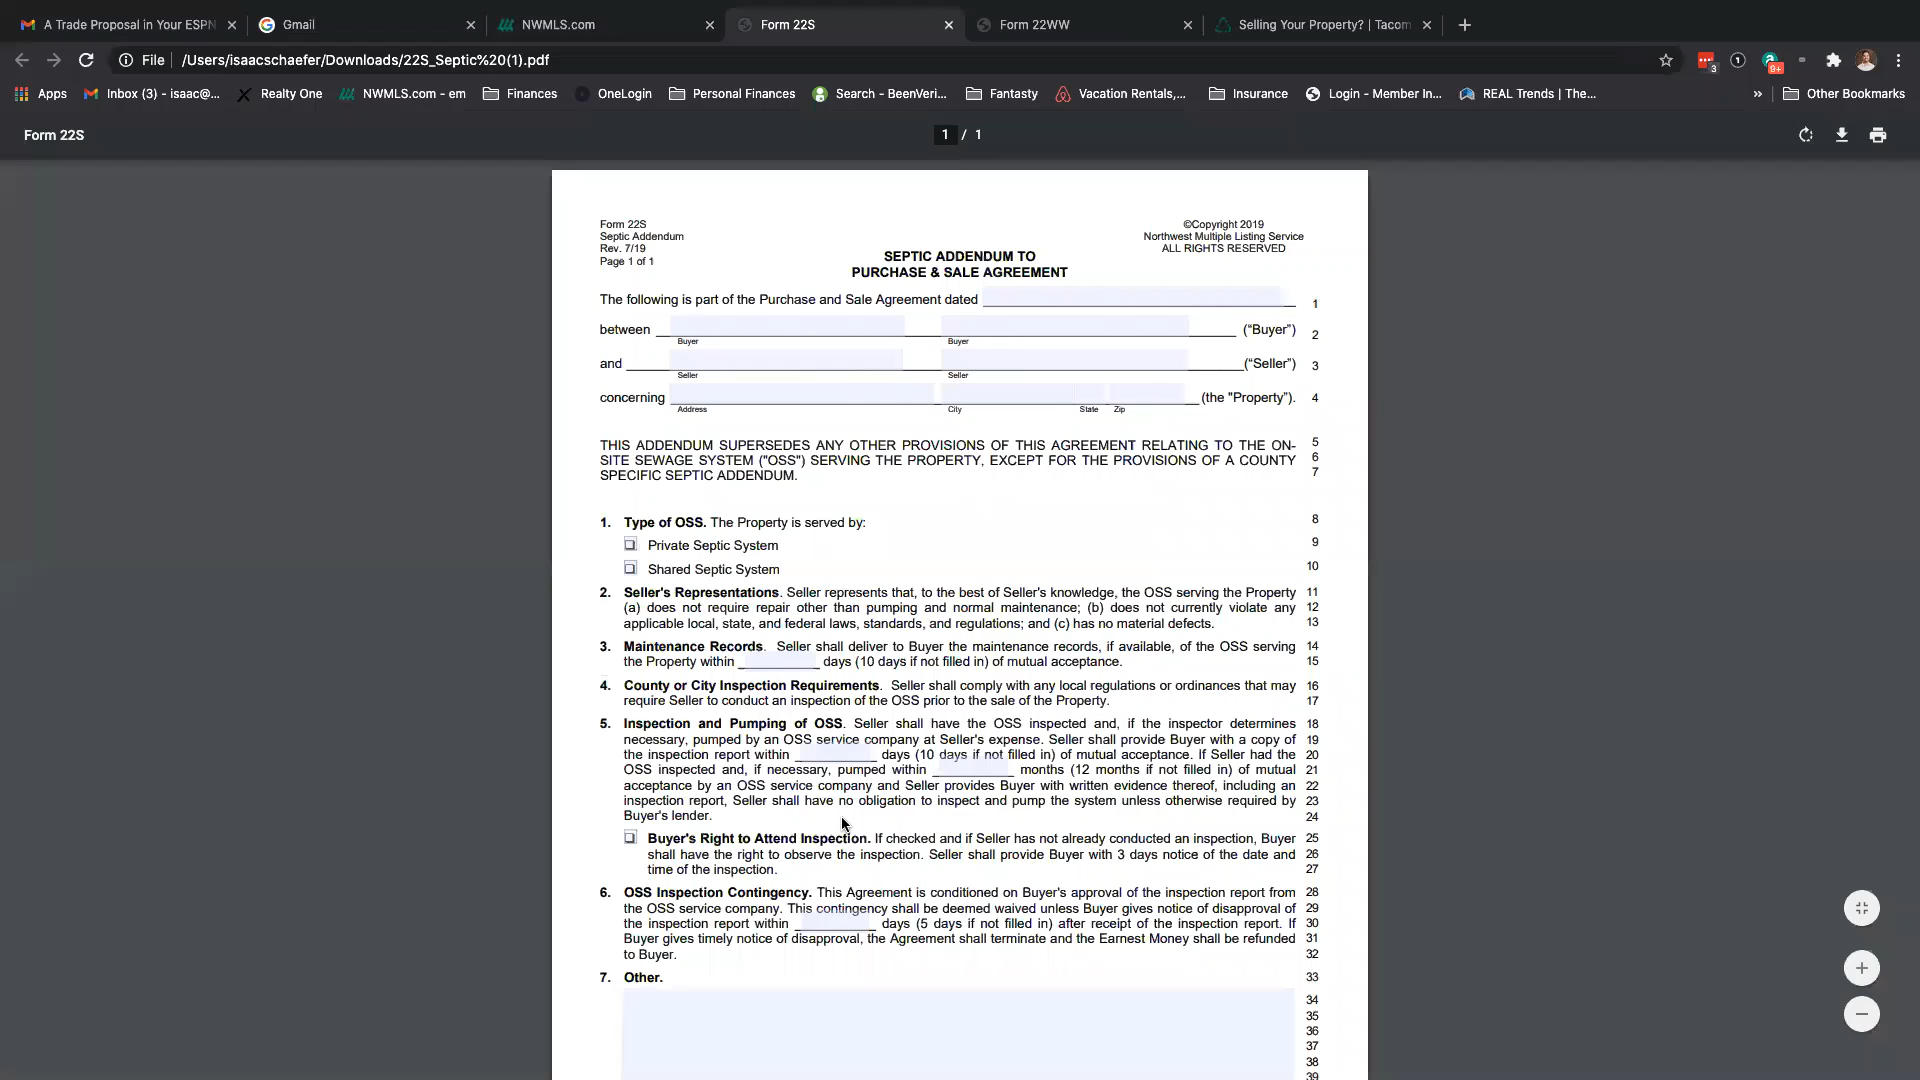 A Trade Proposal in Your ESPN
Gmail
NWMLS.com
Form 22S
Form 22WW
Selling Your Property? | Tacom
File
/Users/isaacschaefer/Downloads/22S_Septic%20(1).pdf
3
1
9+
Apps
Inbox (3) - isaac@...
Realty One
NWMLS.com - em
Finances
OneLogin
Personal Finances
Search - BeenVeri...
Fantasty
Vacation Rentals,...
Insurance
Login - Member In...
REAL Trends | The...
Other Bookmarks
Form 22S
1 / 1
Form 22S
Septic Addendum
Rev. 7/19
Page 1 of 1
©Copyright 2019
Northwest Multiple Listing Service
ALL RIGHTS RESERVED
SEPTIC ADDENDUM TO
PURCHASE & SALE AGREEMENT
The following is part of the Purchase and Sale Agreement dated 1
between ("Buyer") 2
Buyer Buyer
and ("Seller") 3
Seller Seller
concerning (the "Property"). 4
Address City State Zip
THIS ADDENDUM SUPERSEDES ANY OTHER PROVISIONS OF THIS AGREEMENT RELATING TO THE ON- 5
SITE SEWAGE SYSTEM ("OSS") SERVING THE PROPERTY, EXCEPT FOR THE PROVISIONS OF A COUNTY 6
SPECIFIC SEPTIC ADDENDUM. 7
1. Type of OSS. The Property is served by: 8
Private Septic System 9
Shared Septic System 10
2. Seller's Representations. Seller represents that, to the best of Seller's knowledge, the OSS serving the Property 11
(a) does not require repair other than pumping and normal maintenance; (b) does not currently violate any 12
applicable local, state, and federal laws, standards, and regulations; and (c) has no material defects. 13
3. Maintenance Records. Seller shall deliver to Buyer the maintenance records, if available, of the OSS serving 14
the Property within days (10 days if not filled in) of mutual acceptance. 15
4. County or City Inspection Requirements. Seller shall comply with any local regulations or ordinances that may 16
require Seller to conduct an inspection of the OSS prior to the sale of the Property. 17
5. Inspection and Pumping of OSS. Seller shall have the OSS inspected and, if the inspector determines 18
necessary, pumped by an OSS service company at Seller's expense. Seller shall provide Buyer with a copy of 19
the inspection report within days (10 days if not filled in) of mutual acceptance. If Seller had the 20
OSS inspected and, if necessary, pumped within months (12 months if not filled in) of mutual 21
acceptance by an OSS service company and Seller provides Buyer with written evidence thereof, including an 22
inspection report, Seller shall have no obligation to inspect and pump the system unless otherwise required by 23
Buyer's lender. 24
Buyer's Right to Attend Inspection. If checked and if Seller has not already conducted an inspection, Buyer 25
shall have the right to observe the inspection. Seller shall provide Buyer with 3 days notice of the date and 26
time of the inspection. 27
6. OSS Inspection Contingency. This Agreement is conditioned on Buyer's approval of the inspection report from 28
the OSS service company. This contingency shall be deemed waived unless Buyer gives notice of disapproval of 29
the inspection report within days (5 days if not filled in) after receipt of the inspection report. If 30
Buyer gives timely notice of disapproval, the Agreement shall terminate and the Earnest Money shall be refunded 31
to Buyer. 32
7. Other. 33
34
35
36
37
38
39